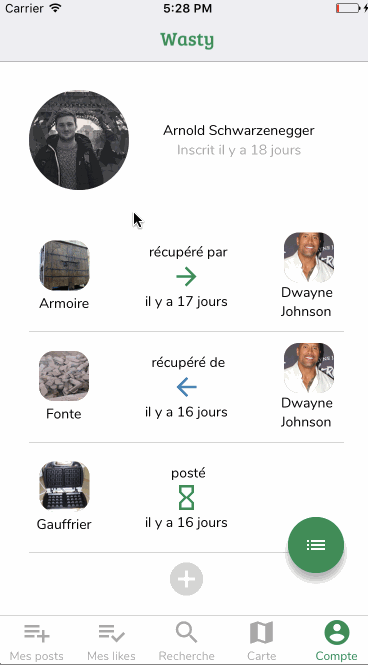 Carrier 5:28 PM
Wasty
Arnold Schwarzenegger
Inscrit il y a 18 jours
récupéré par
Armoire
il y a 17 jours
Dwayne
Johnson
récupéré de
Fonte
il y a 16 jours
Dwayne
Johnson
posté
Gauffrier
il y a 16 jours
Mes posts Mes likes Recherche Carte Compte